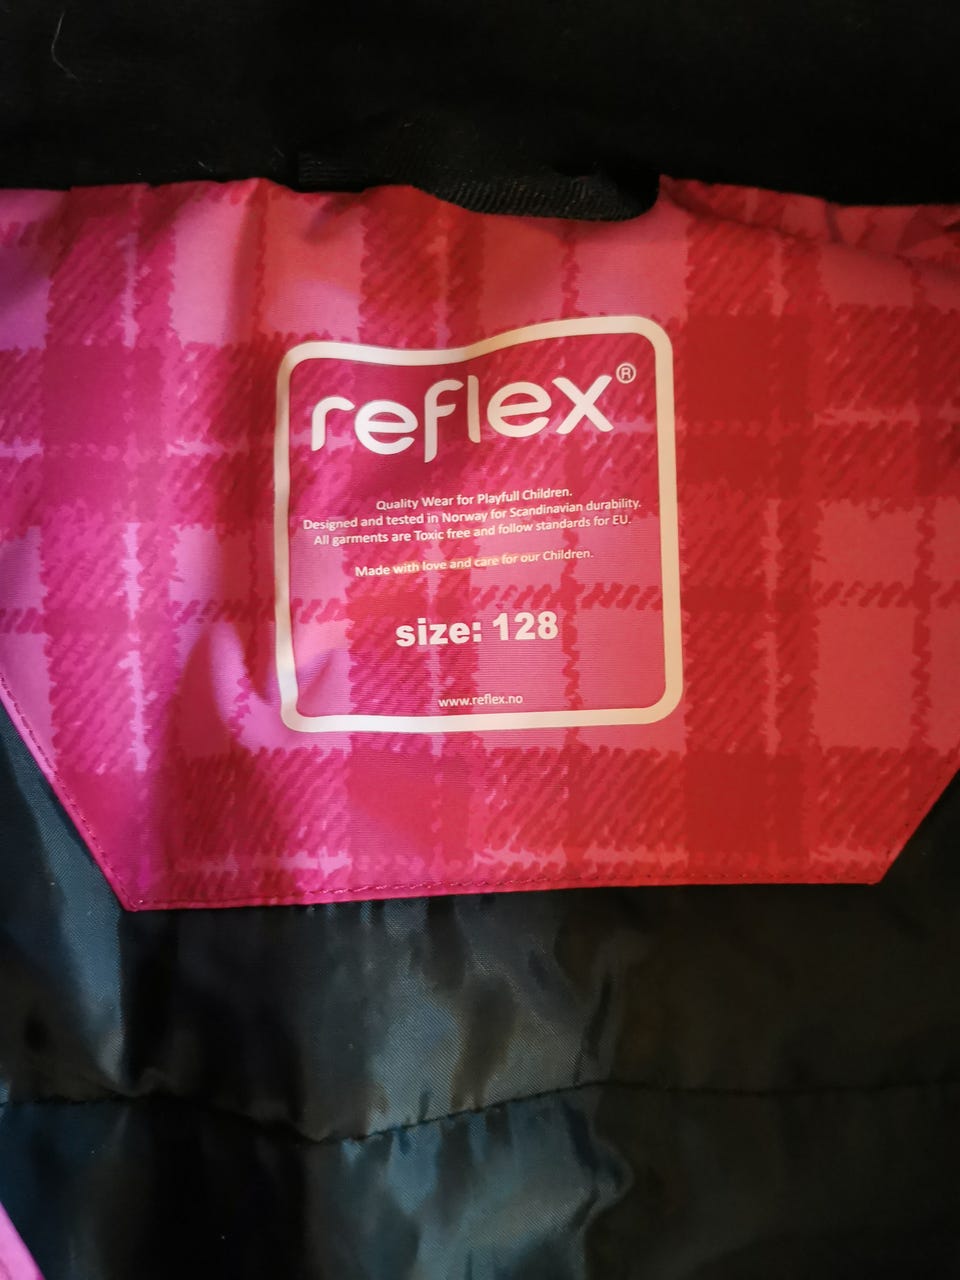 reflex®
Quality Wear for Playfull Children.
Designed and tested in Norway for Scandinavian durability.
All garments are Toxic free and follow standards for EU.
Made with love and care for our Children.
size: 128
www.reflex.no